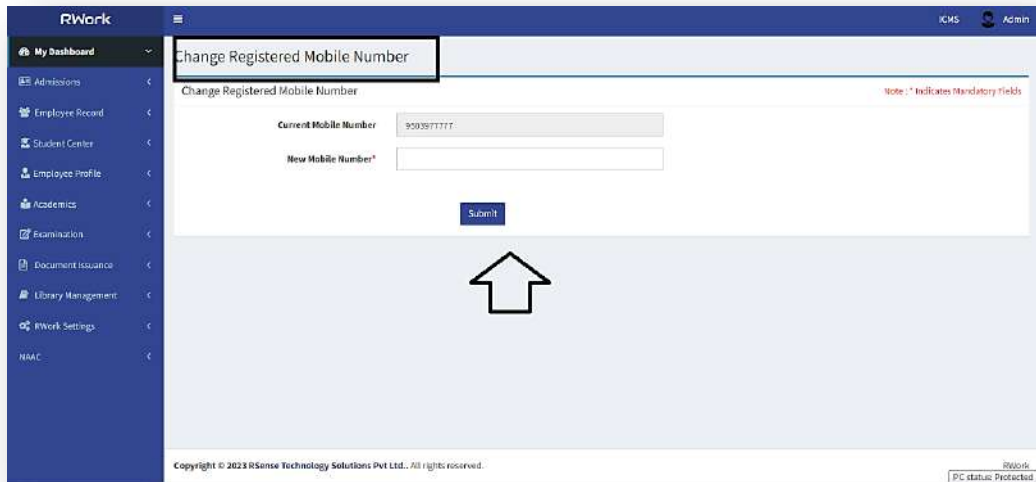 RWork
ICMS Admin
My Dashboard
Change Registered Mobile Number
Admissions
Change Registered Mobile Number
Note : * Indicates Mandatory Fields
Employee Record
Current Mobile Number
Student Center
New Mobile Number*
Employee Profile
Academics
Submit
Examination
Document Issuance
Library Management
RWork Settings
NAAC
Copyright © 2023 RSense Technology Solutions Pvt Ltd.. All rights reserved.
RWork
PC status: Protected